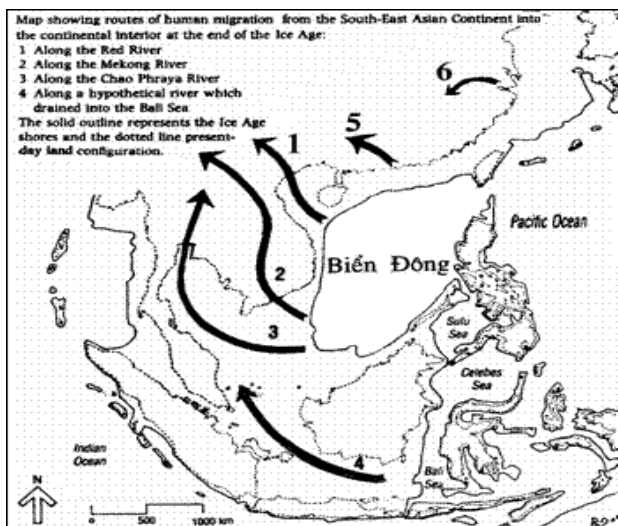 Map showing routes of human migration from the South-East Asian Continent into
the continental interior at the end of the Ice Age:
1 Along the Red River
2 Along the Mekong River
3 Along the Chao Phraya River
4 Along a hypothetical river which
drained into the Bali Sea.
The solid outline represents the Ice Age
shores and the dotted line present-
day land configuration.
6
5
1
Pacific Ocean
Biển Đông
2
3
Sulu
Sea
Celebes
Sea
4
Bali
Sea
Indian
Ocean
N
0 500 1000 km